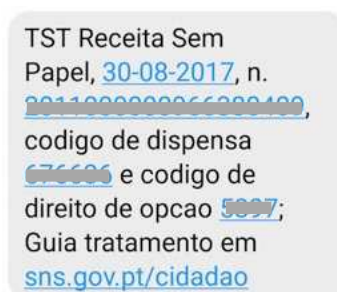 TST Receita Sem
Papel, 30-08-2017, n.
,
codigo de dispensa
e codigo de
direito de opcao ;
Guia tratamento em
sns.gov.pt/cidadao